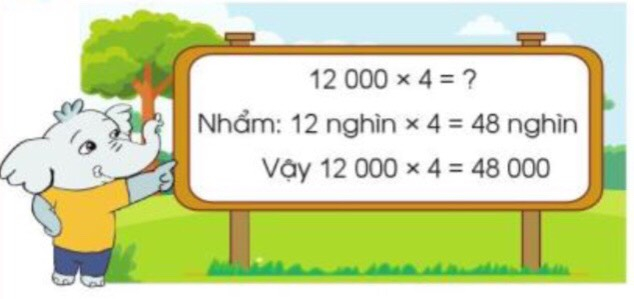 12 000 × 4 = ?
Nhẩm: 12 nghìn × 4 = 48 nghìn
Vậy 12 000 × 4 = 48 000